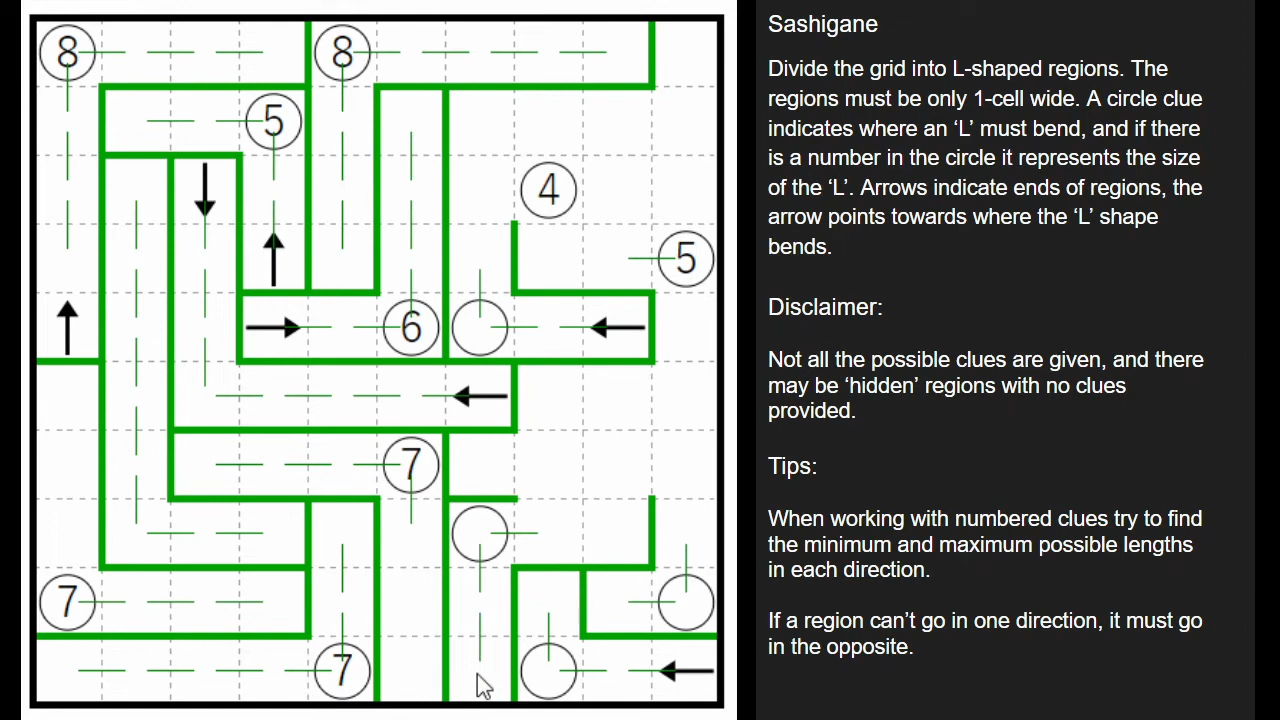 8
8
5
4
5
6
7
7
7
Sashigane
Divide the grid into L-shaped regions. The
regions must be only 1-cell wide. A circle clue
indicates where an ‘L’ must bend, and if there
is a number in the circle it represents the size
of the ‘L’. Arrows indicate ends of regions, the
arrow points towards where the ‘L’ shape
bends.
Disclaimer:
Not all the possible clues are given, and there
may be ‘hidden’ regions with no clues
provided.
Tips:
When working with numbered clues try to find
the minimum and maximum possible lengths
in each direction.
If a region can’t go in one direction, it must go
in the opposite.